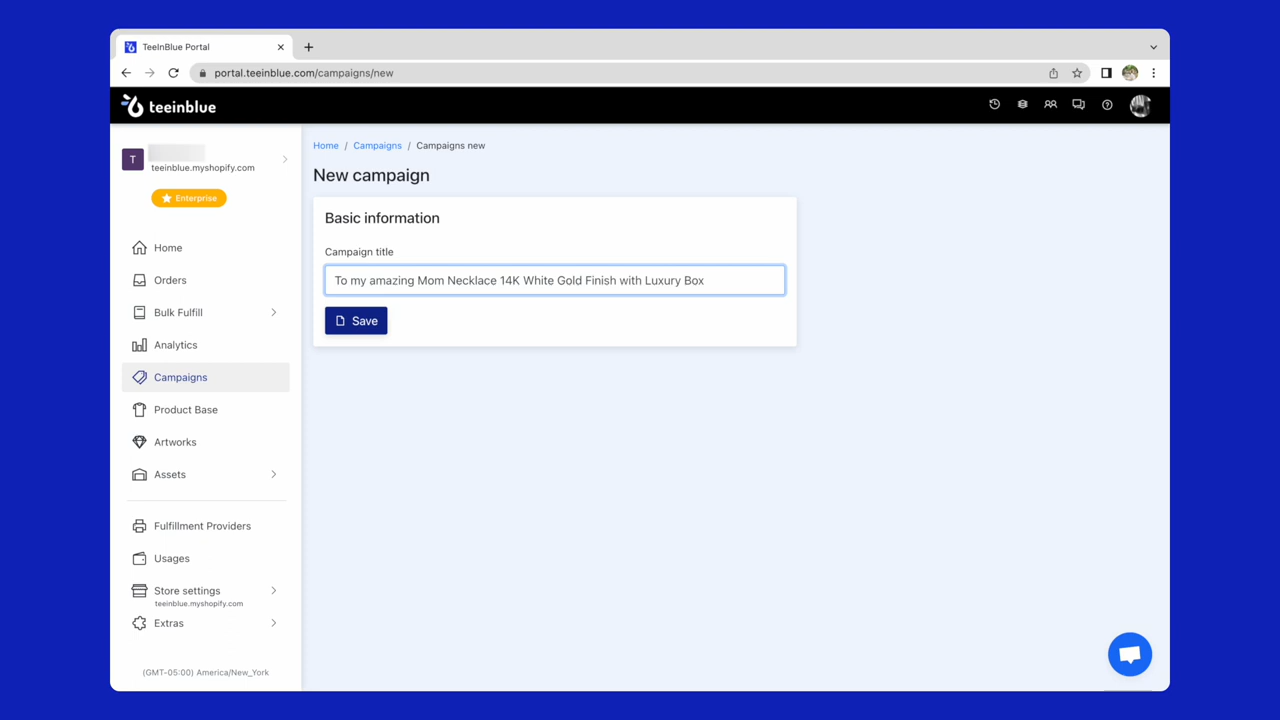 TeeInBlue Portal
portal.teeinblue.com/campaigns/new
teeinblue
T
teeinblue.myshopify.com
Enterprise
Home
Orders
Bulk Fulfill
Analytics
Campaigns
Product Base
Artworks
Assets
Fulfillment Providers
Usages
Store settings
teeinblue.myshopify.com
Extras
(GMT-05:00) America/New_York
Home / Campaigns / Campaigns new
New campaign
Basic information
Campaign title
To my amazing Mom Necklace 14K White Gold Finish with Luxury Box
Save